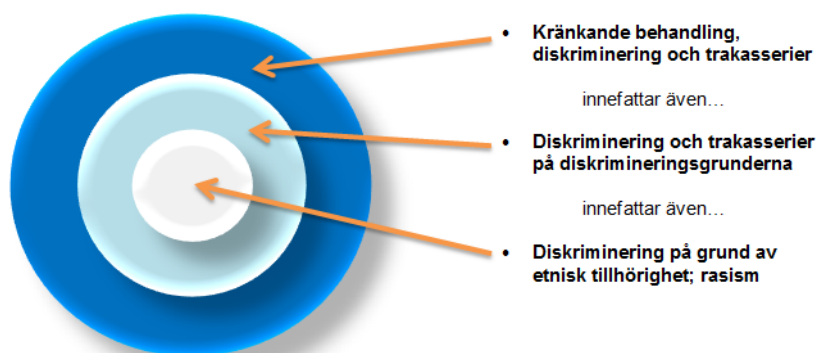 • Kränkande behandling,
diskriminering och trakasserier
innefattar även…
• Diskriminering och trakasserier
på diskrimineringsgrunderna
innefattar även…
• Diskriminering på grund av
etnisk tillhörighet; rasism